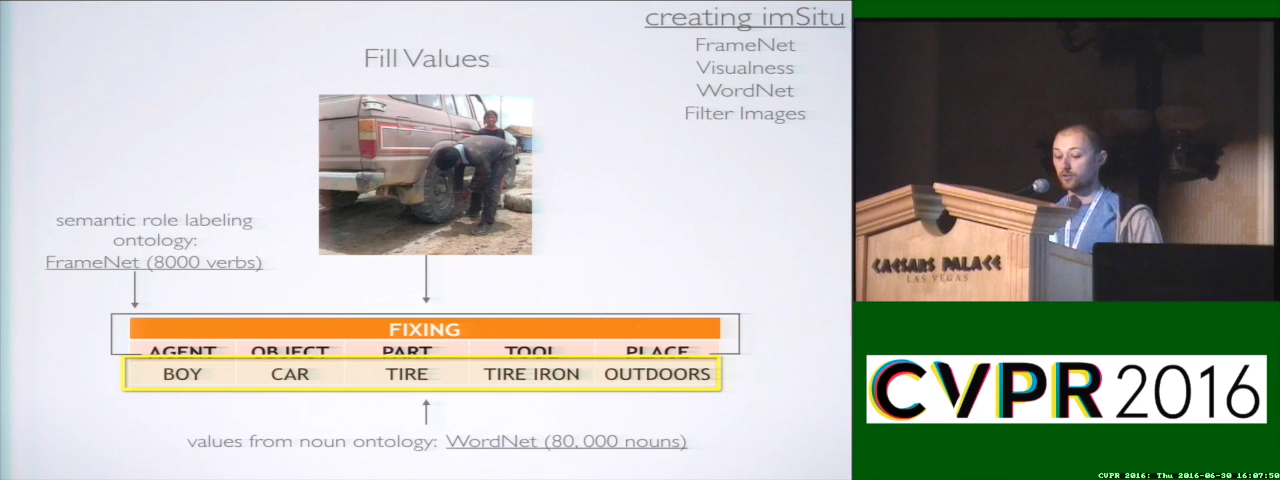 creating imSitu
FrameNet
Visualness
WordNet
Filter Images
Fill Values
semantic role labeling
ontology:
FrameNet (8000 verbs)
FIXING
AGENT OBJECT PART TOOL PLACE
BOY CAR TIRE TIRE IRON OUTDOORS
values from noun ontology: WordNet (80,000 nouns)
CAESARS PALACE
LAS VEGAS
CVPR 2016
CVPR 2016: Thu 2016-06-30 16:07:50